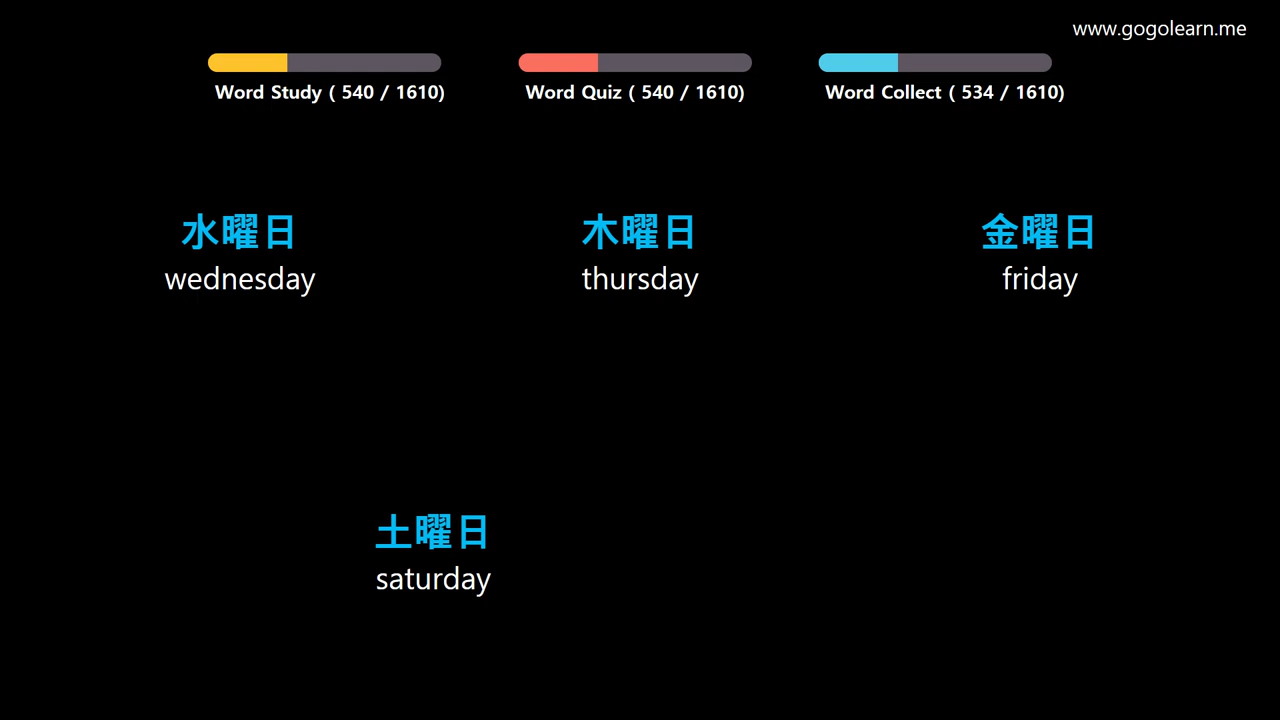 www.gogolearn.me
Word Study ( 540 / 1610)
Word Quiz ( 540 / 1610)
Word Collect ( 534 / 1610)
水曜日
wednesday
木曜日
thursday
金曜日
friday
土曜日
saturday